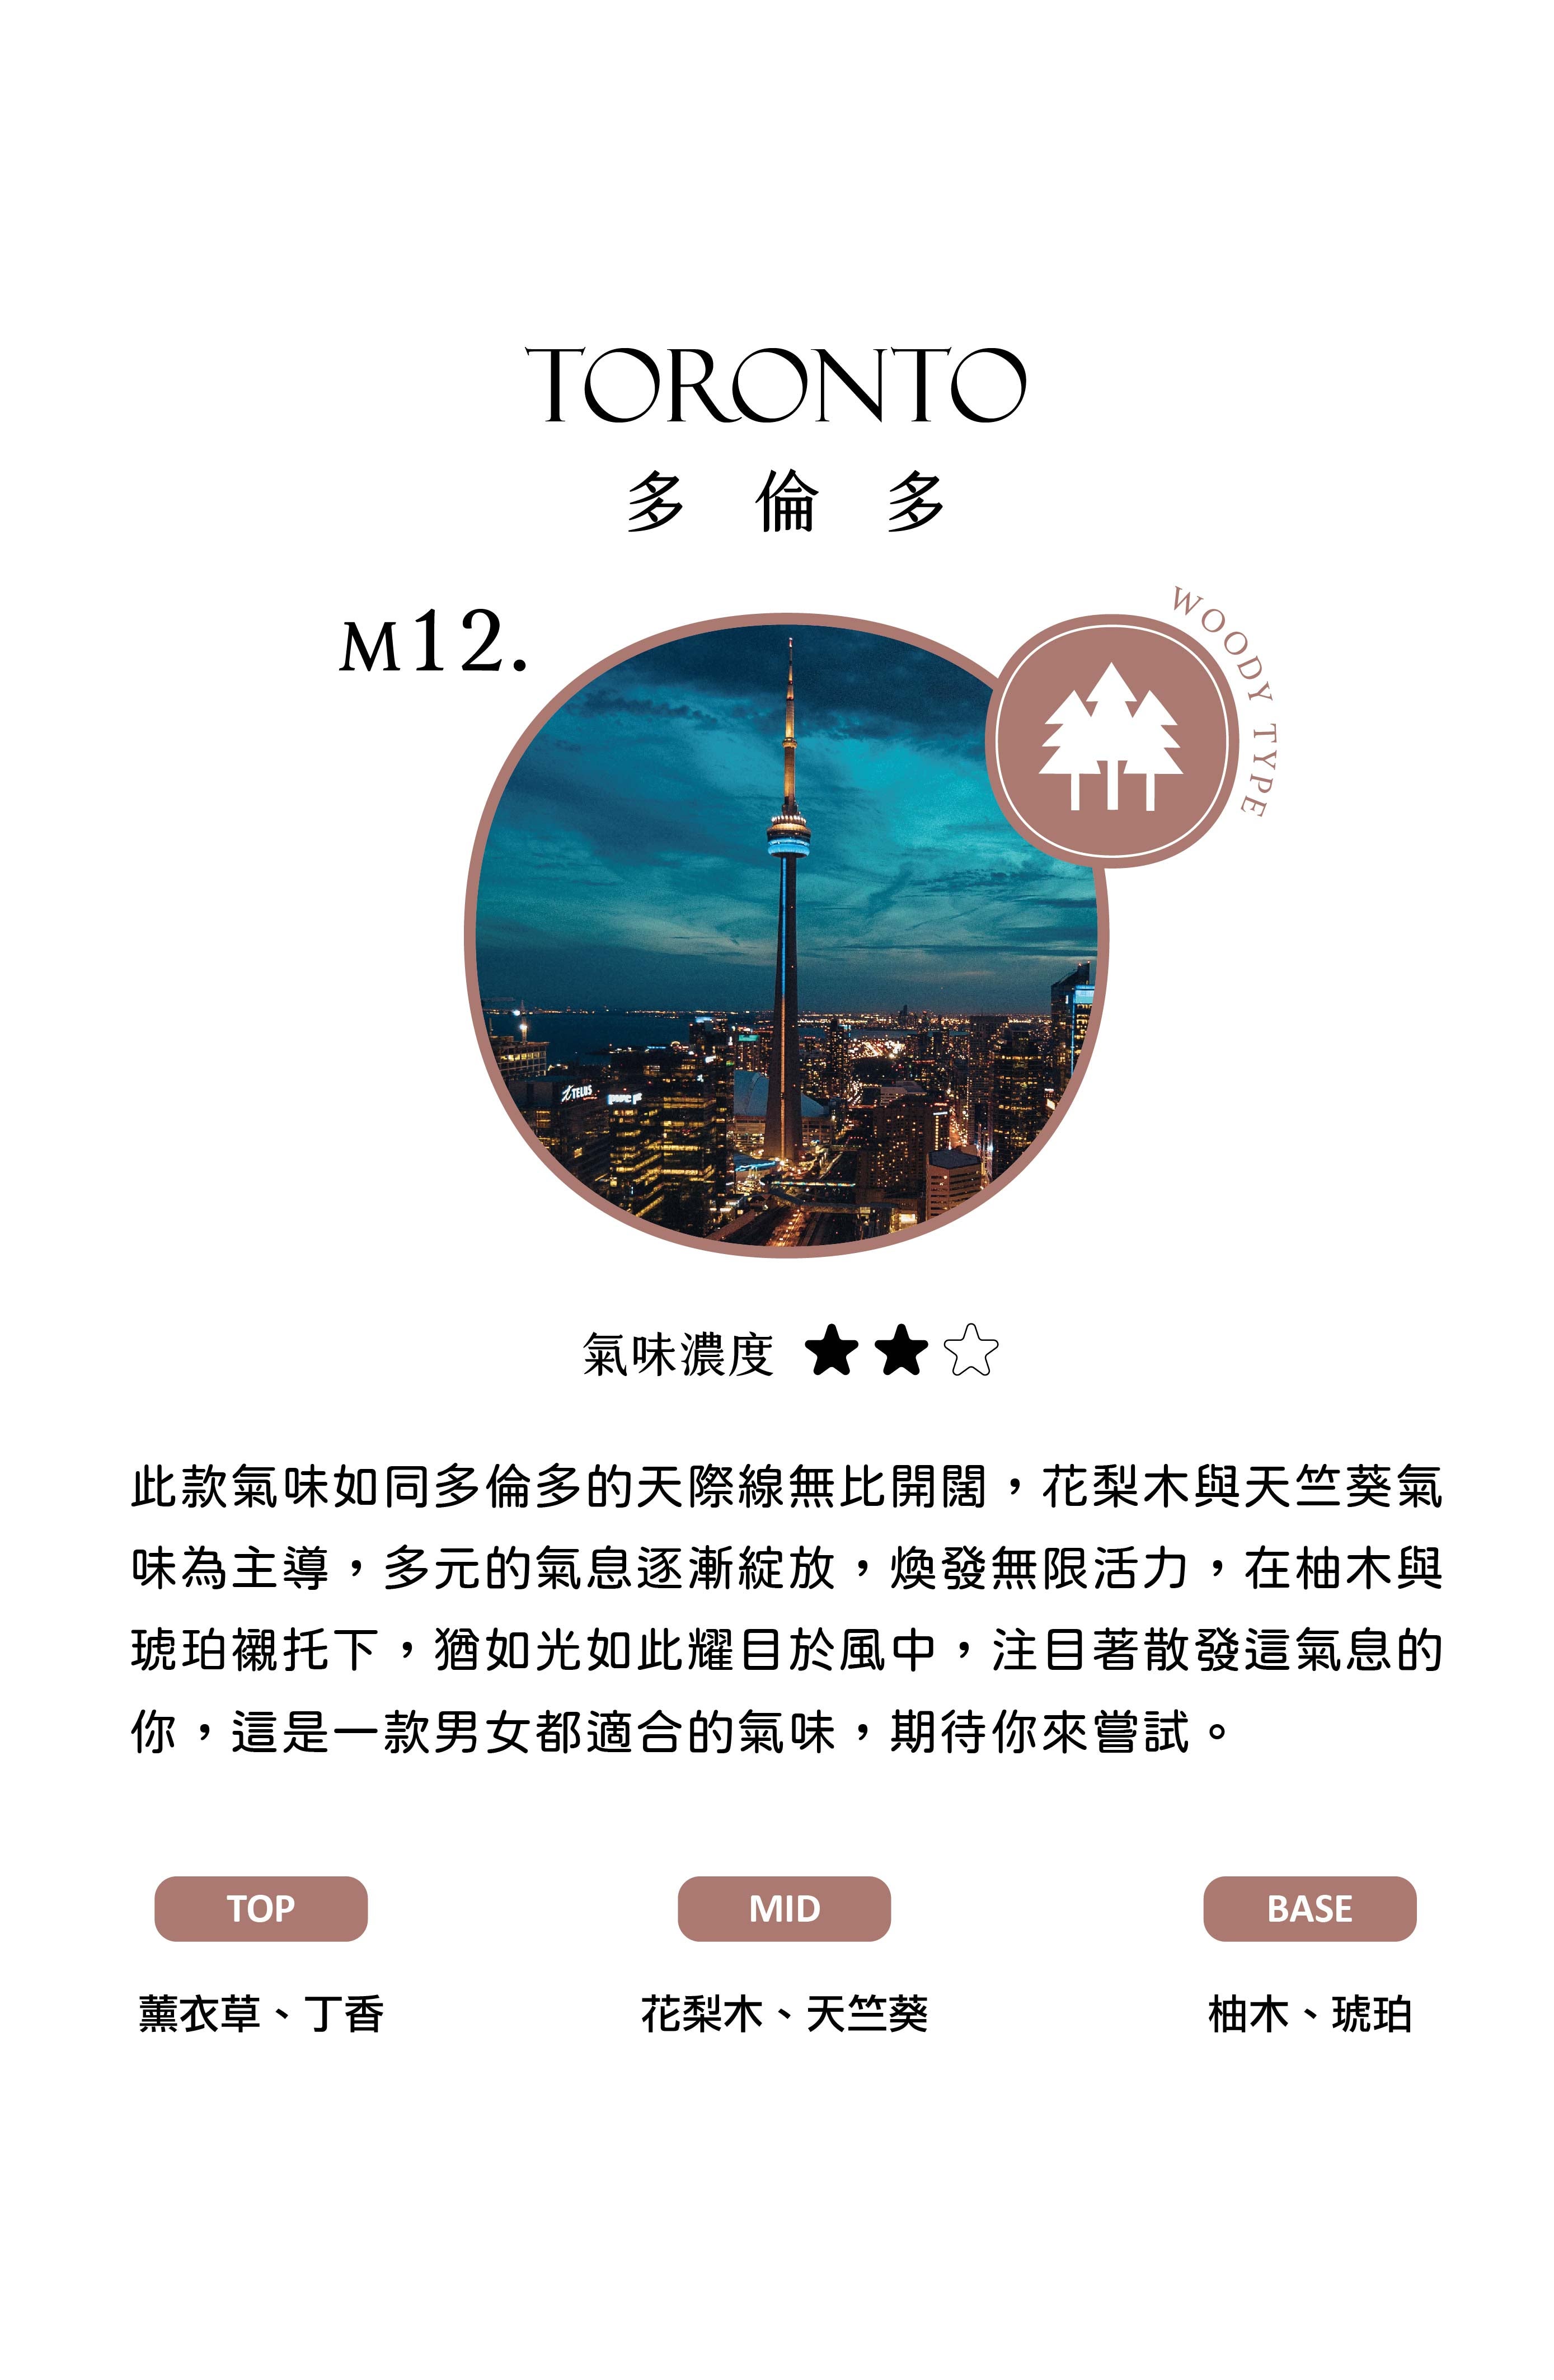 TORONTO
多倫多
M12.
WOODY TYPE
TELUS
氣味濃度
此款氣味如同多倫多的天際線無比開闊，花梨木與天竺葵氣
味為主導，多元的氣息逐漸綻放，煥發無限活力，在柚木與
琥珀襯托下，猶如光如此耀目於風中，注目著散發這氣息的
你，這是一款男女都適合的氣味，期待你來嘗試。
TOP
MID
BASE
薰衣草、丁香
花梨木、天竺葵
柚木、琥珀